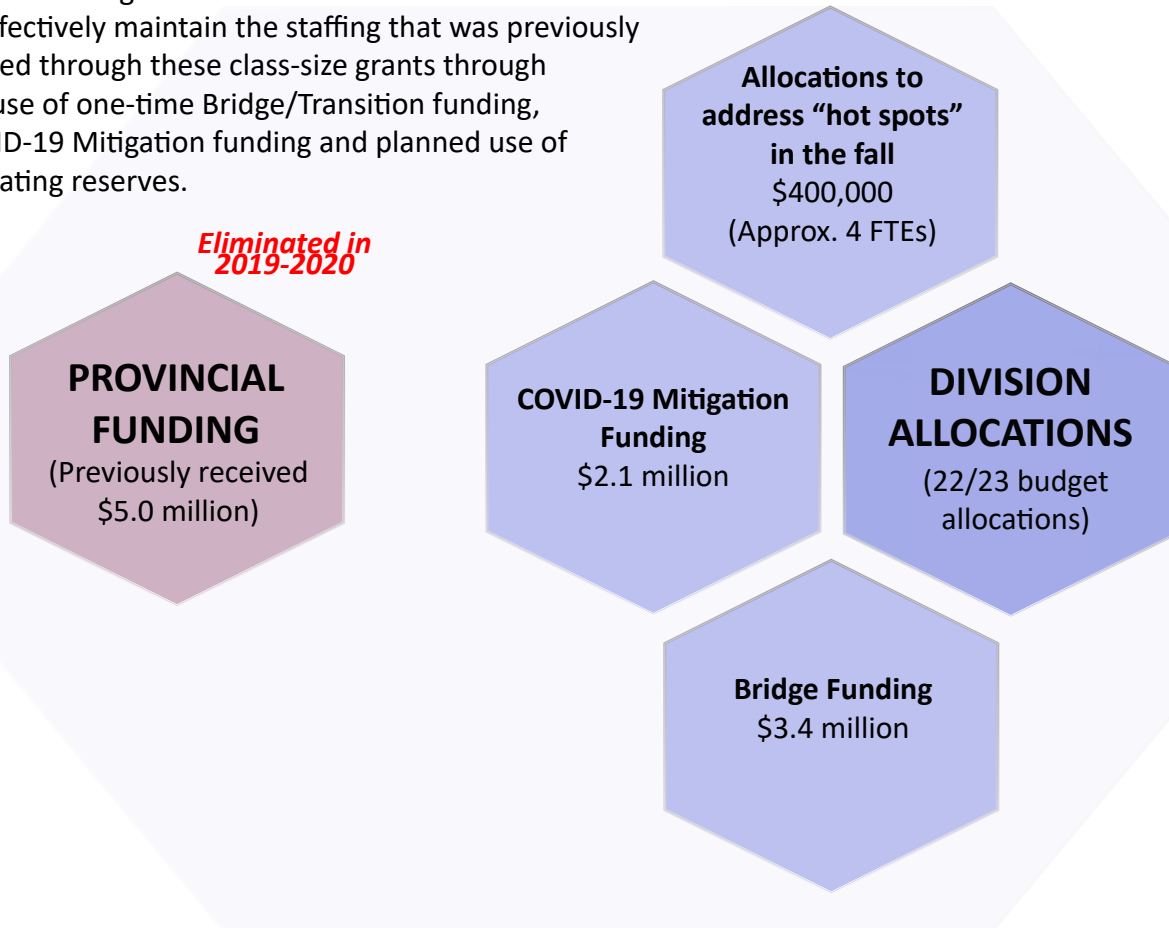 fectively maintain the staffing that was previously
ed through these class-size grants through
use of one-time Bridge/Transition funding,
ID-19 Mitigation funding and planned use of
ating reserves.
Eliminated in
2019-2020
PROVINCIAL
FUNDING
(Previously received
$5.0 million)
Allocations to
address “hot spots”
in the fall
$400,000
(Approx. 4 FTEs)
COVID-19 Mitigation
Funding
$2.1 million
DIVISION
ALLOCATIONS
(22/23 budget
allocations)
Bridge Funding
$3.4 million